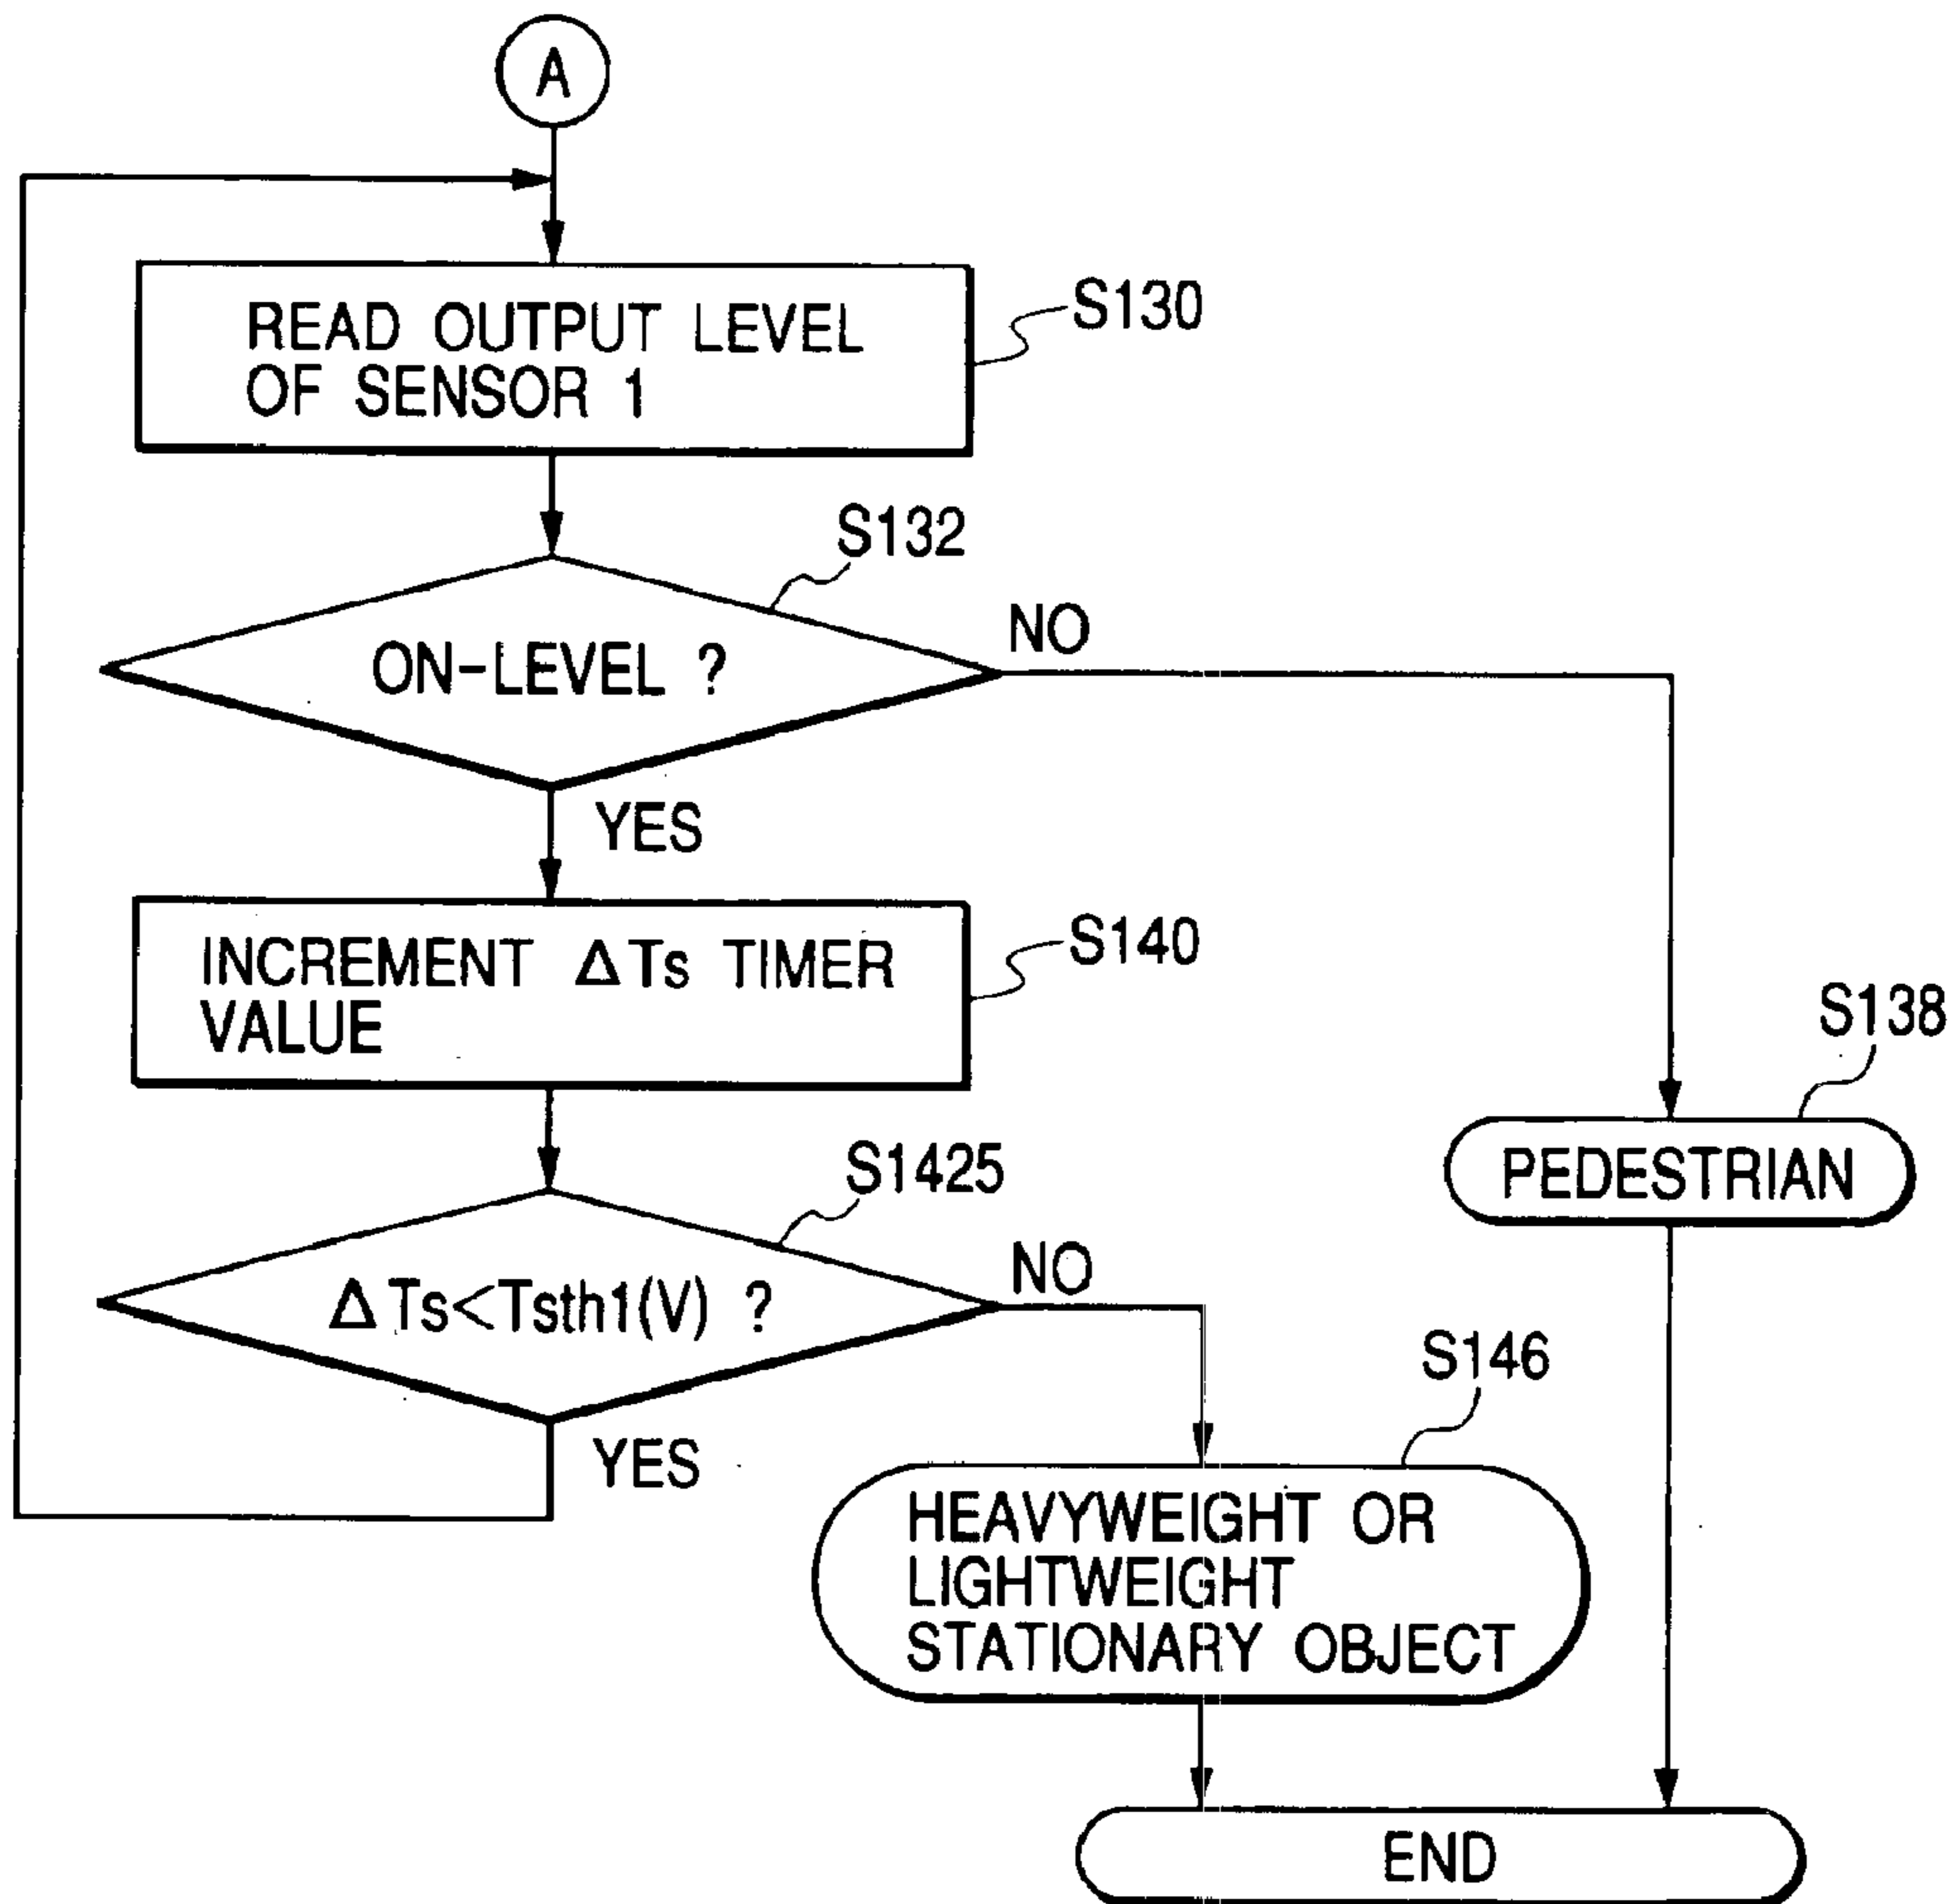 A
READ OUTPUT LEVEL
OF SENSOR 1
S130
S132
ON-LEVEL ?
NO
YES
INCREMENT ΔTs TIMER
VALUE
S140
S138
PEDESTRIAN
S1425
ΔTs<Tsth1(V) ?
NO
YES
S146
HEAVYWEIGHT OR
LIGHTWEIGHT
STATIONARY OBJECT
END